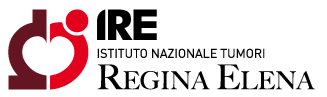 IRE
ISTITUTO NAZIONALE TUMORI
REGINA ELENA